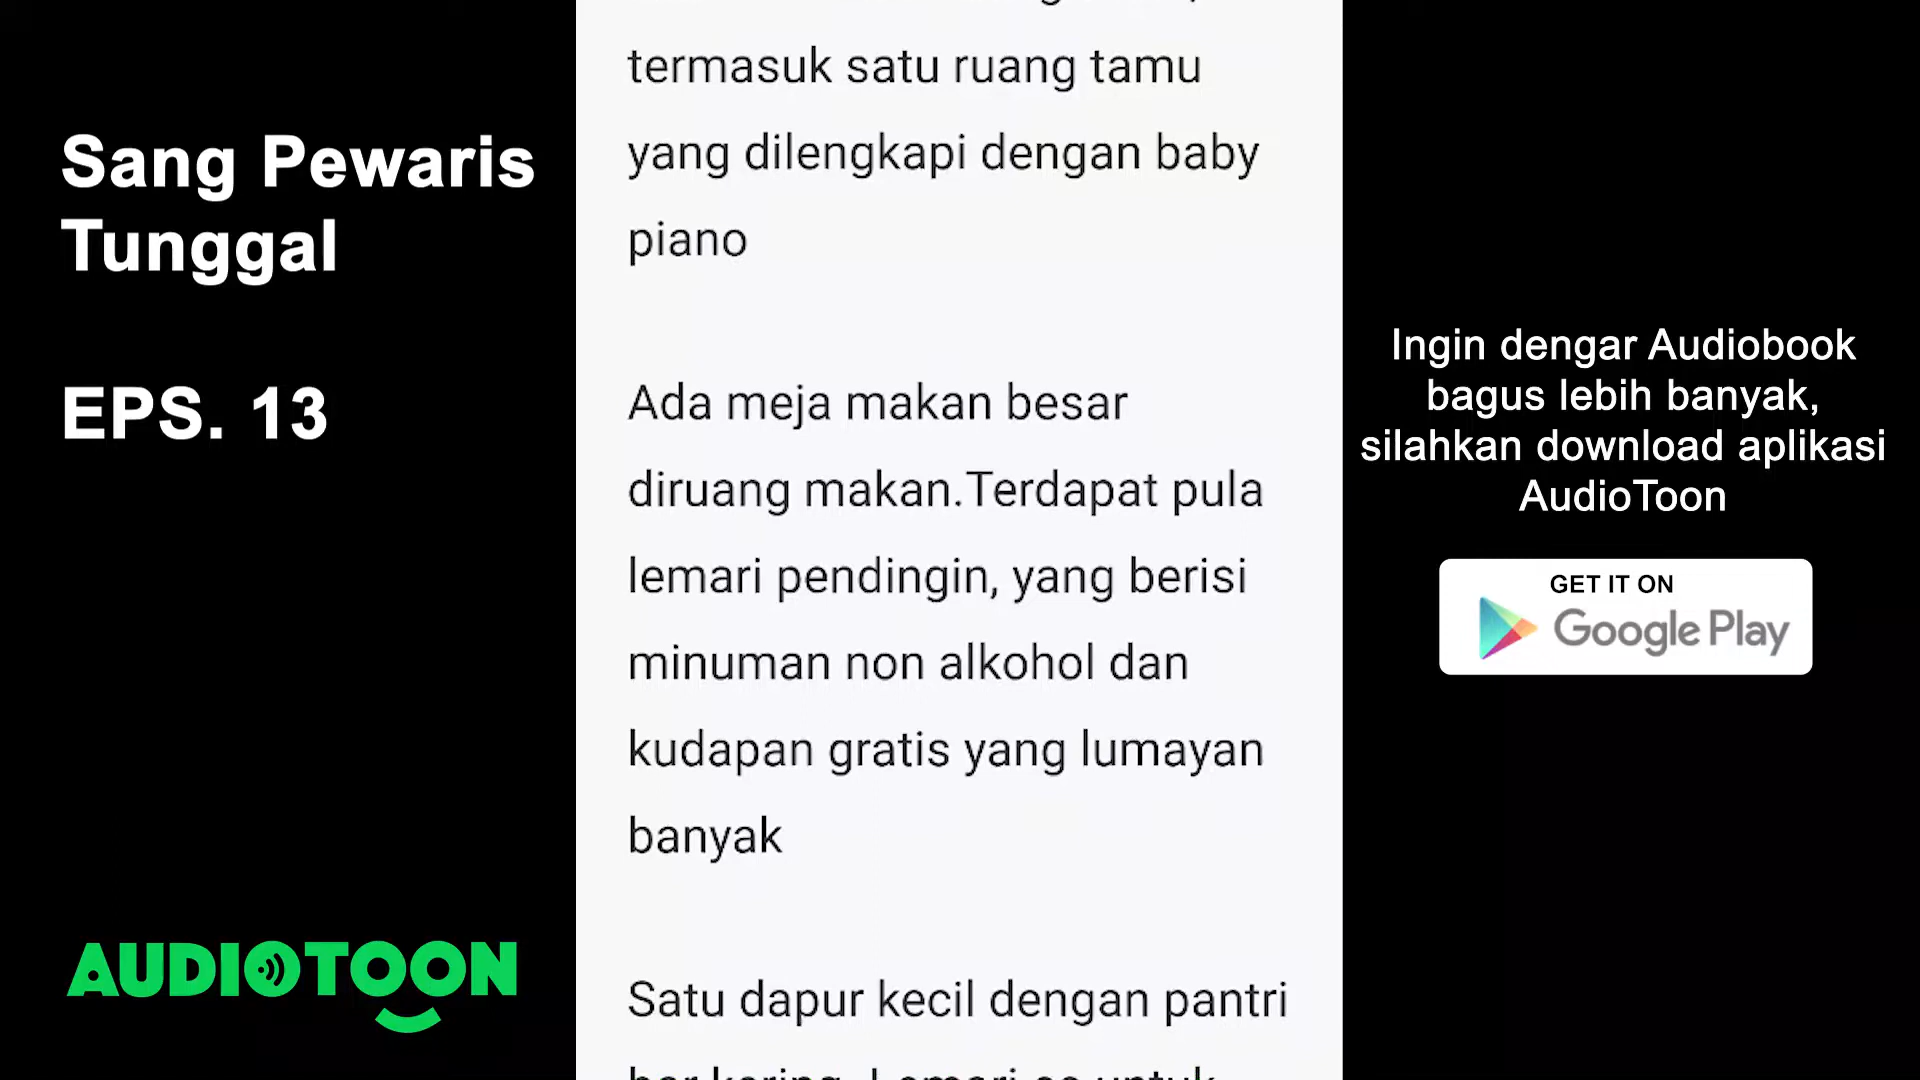 Sang Pewaris
Tunggal
EPS. 13
AUDIOTOON
termasuk satu ruang tamu
yang dilengkapi dengan baby
piano
Ada meja makan besar
diruang makan.Terdapat pula
lemari pendingin, yang berisi
minuman non alkohol dan
kudapan gratis yang lumayan
banyak
Satu dapur kecil dengan pantri
Ingin dengar Audiobook
bagus lebih banyak,
silahkan download aplikasi
AudioToon
GET IT ON
Google Play